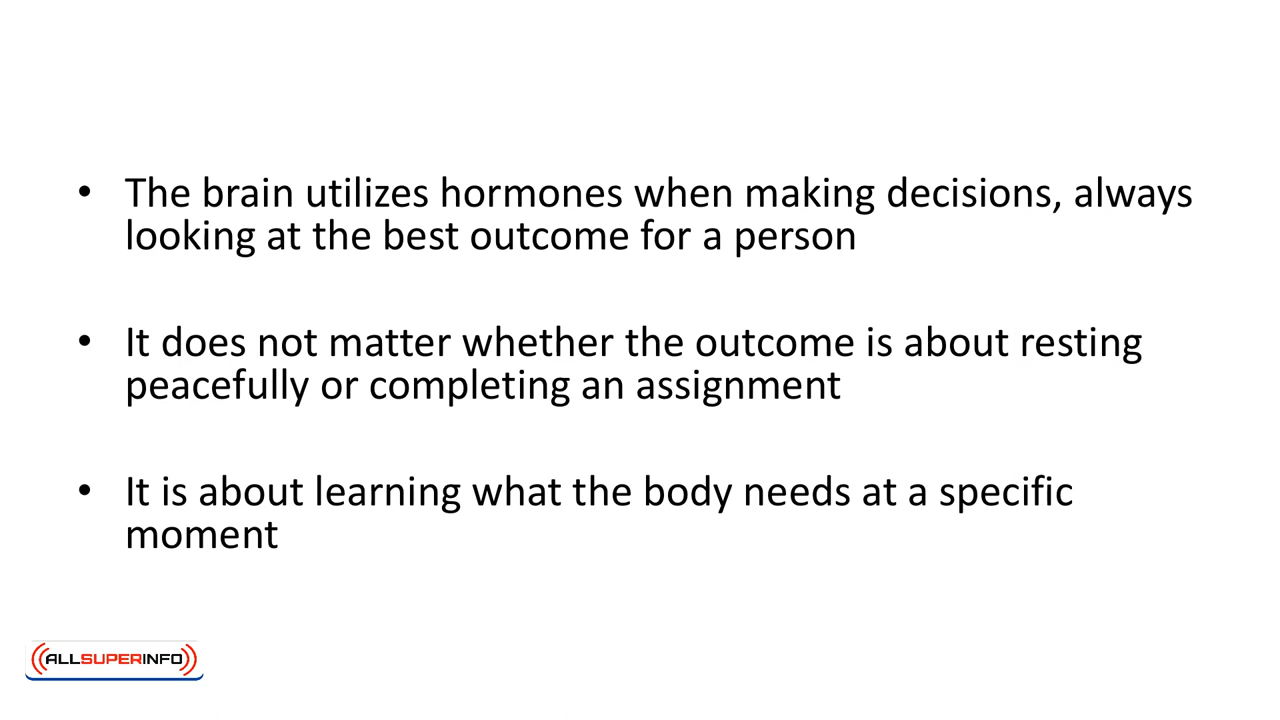 • The brain utilizes hormones when making decisions, always
looking at the best outcome for a person
• It does not matter whether the outcome is about resting
peacefully or completing an assignment
• It is about learning what the body needs at a specific
moment
ALLSUPERINFO